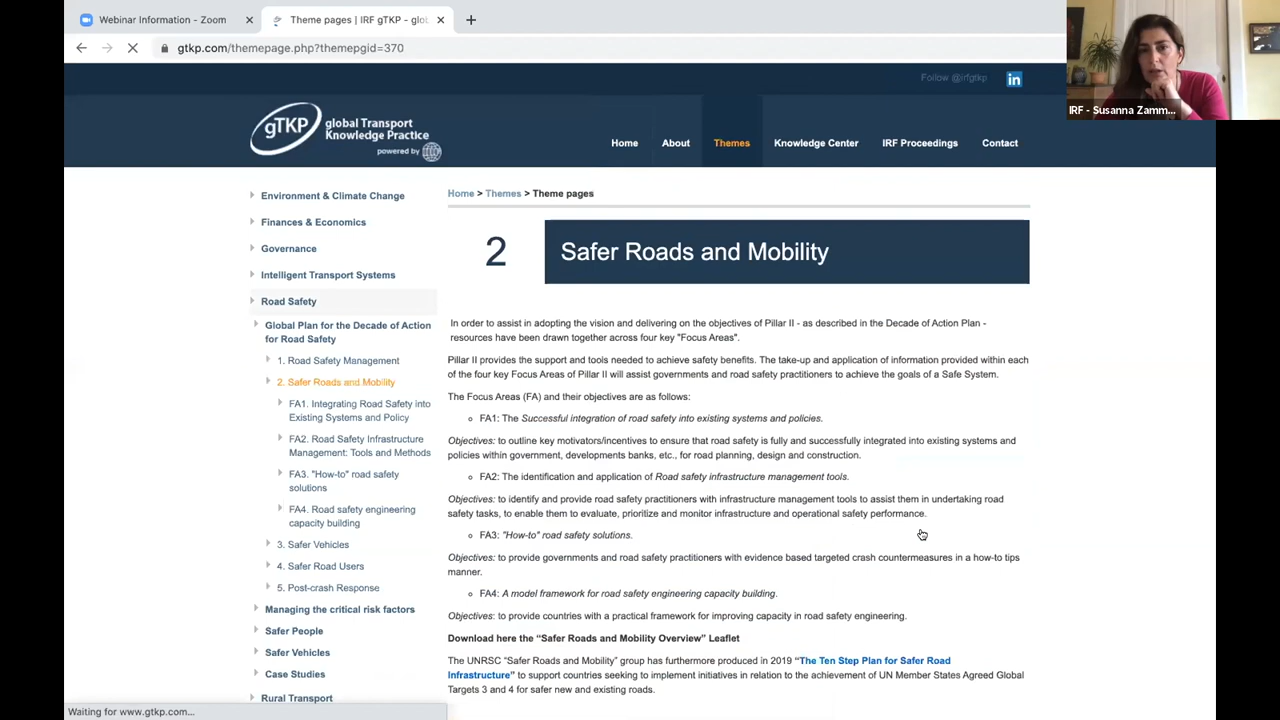 Webinar Information - Zoom
Theme pages | IRF gTKP - glo
gtkp.com/themepage.php?themepgid=370
IRF - Susanna Zamm...
Follow @irfgtkp
in
gTKP
global Transport
Knowledge Practice
powered by
Home
About
Themes
Knowledge Center
IRF Proceedings
Contact
Environment & Climate Change
Finances & Economics
Governance
Intelligent Transport Systems
Road Safety
Global Plan for the Decade of Action
for Road Safety
1. Road Safety Management
2. Safer Roads and Mobility
FA1. Integrating Road Safety into
Existing Systems and Policy
FA2. Road Safety Infrastructure
Management: Tools and Methods
FA3. "How-to" road safety
solutions
FA4. Road safety engineering
capacity building
3. Safer Vehicles
4. Safer Road Users
5. Post-crash Response
Managing the critical risk factors
Safer People
Safer Vehicles
Case Studies
Rural Transport
Home > Themes > Theme pages
2
Safer Roads and Mobility
In order to assist in adopting the vision and delivering on the objectives of Pillar II - as described in the Decade of Action Plan -
resources have been drawn together across four key "Focus Areas".
Pillar II provides the support and tools needed to achieve safety benefits. The take-up and application of information provided within each
of the four key Focus Areas of Pillar II will assist governments and road safety practitioners to achieve the goals of a Safe System.
The Focus Areas (FA) and their objectives are as follows:
FA1: The Successful integration of road safety into existing systems and policies.
Objectives: to outline key motivators/incentives to ensure that road safety is fully and successfully integrated into existing systems and
policies within government, developments banks, etc., for road planning, design and construction.
FA2: The identification and application of Road safety infrastructure management tools.
Objectives: to identify and provide road safety practitioners with infrastructure management tools to assist them in undertaking road
safety tasks, to enable them to evaluate, prioritize and monitor infrastructure and operational safety performance.
FA3: "How-to" road safety solutions.
Objectives: to provide governments and road safety practitioners with evidence based targeted crash countermeasures in a how-to tips
manner.
FA4: A model framework for road safety engineering capacity building.
Objectives: to provide countries with a practical framework for improving capacity in road safety engineering.
Download here the “Safer Roads and Mobility Overview” Leaflet
The UNRSC “Safer Roads and Mobility” group has furthermore produced in 2019 “The Ten Step Plan for Safer Road
Infrastructure” to support countries seeking to implement initiatives in relation to the achievement of UN Member States Agreed Global
Targets 3 and 4 for safer new and existing roads.
Waiting for www.gtkp.com...